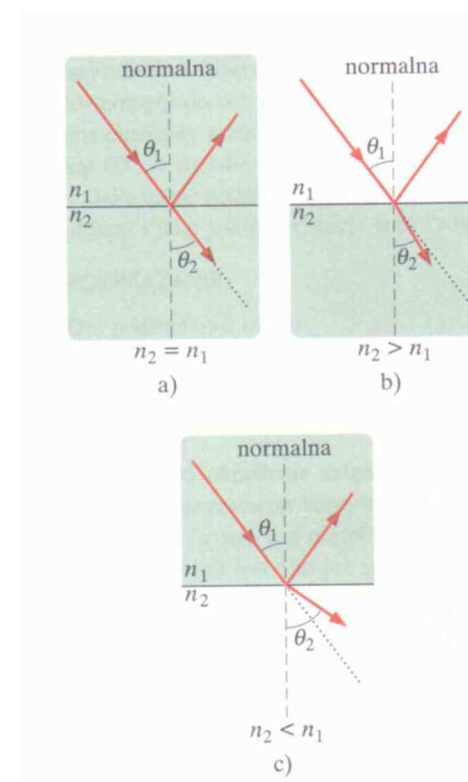 normalna
θ₁
n₁
n₂
θ₂
n₂ = n₁
a)
normalna
θ₁
n₁
n₂
θ₂
n₂ > n₁
b)
normalna
θ₁
n₁
n₂
θ₂
n₂ < n₁
c)